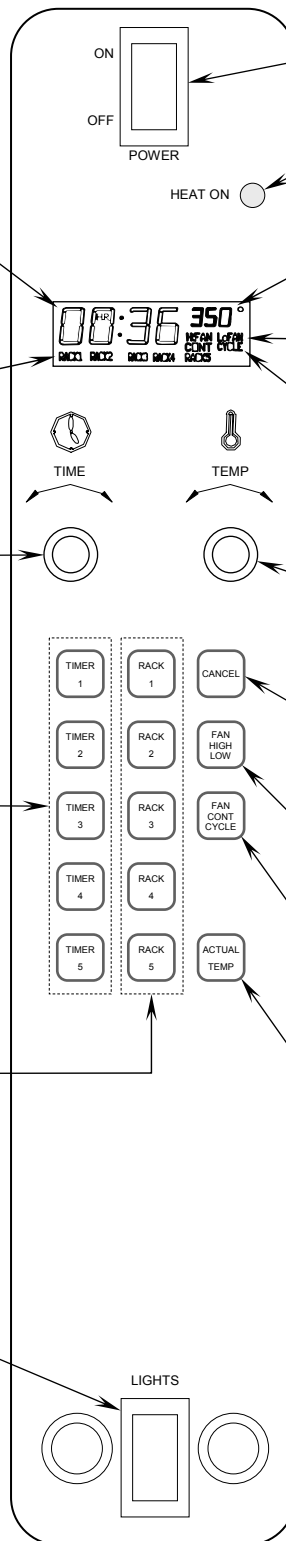 ON
OFF
POWER
HEAT ON
00:36 350°
HR
HiFAN LoFAN
CONT CYCLE
RACK1 RACK2 RACK3 RACK4 RACK5
TIME TEMP
TIMER 1
RACK 1
CANCEL
TIMER 2
RACK 2
FAN HIGH LOW
TIMER 3
RACK 3
FAN CONT CYCLE
TIMER 4
RACK 4
TIMER 5
RACK 5
ACTUAL TEMP
LIGHTS